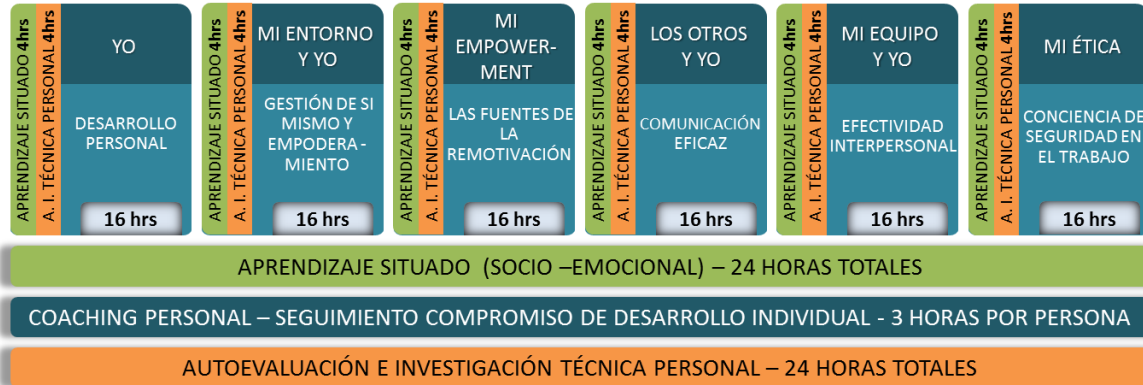 APRENDIZAJE SITUADO 4hrs
A. I. TÉCNICA PERSONAL 4hrs
YO
DESARROLLO
PERSONAL
16 hrs
APRENDIZAJE SITUADO 4hrs
A. I. TÉCNICA PERSONAL 4hrs
MI ENTORNO
Y YO
GESTIÓN DE SI
MISMO Y
EMPODERA -
MIENTO
16 hrs
APRENDIZAJE SITUADO 4hrs
A. I. TÉCNICA PERSONAL 4hrs
MI
EMPOWER-
MENT
LAS FUENTES DE
LA
REMOTIVACIÓN
16 hrs
APRENDIZAJE SITUADO 4hrs
A. I. TÉCNICA PERSONAL 4hrs
LOS OTROS
Y YO
COMUNICACIÓN
EFICAZ
16 hrs
APRENDIZAJE SITUADO 4hrs
A. I. TÉCNICA PERSONAL 4hrs
MI EQUIPO
Y YO
EFECTIVIDAD
INTERPERSONAL
16 hrs
APRENDIZAJE SITUADO 4hrs
A. I. TÉCNICA PERSONAL 4hrs
MI ÉTICA
CONCIENCIA DE
SEGURIDAD EN
EL TRABAJO
16 hrs
APRENDIZAJE SITUADO (SOCIO –EMOCIONAL) – 24 HORAS TOTALES
COACHING PERSONAL – SEGUIMIENTO COMPROMISO DE DESARROLLO INDIVIDUAL - 3 HORAS POR PERSONA
AUTOEVALUACIÓN E INVESTIGACIÓN TÉCNICA PERSONAL – 24 HORAS TOTALES